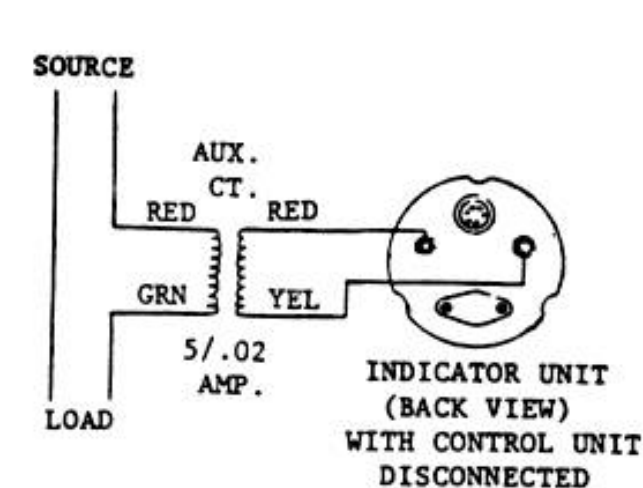 SOURCE
AUX.
CT.
RED
RED
GRN
YEL
5/.02
AMP.
LOAD
INDICATOR UNIT
(BACK VIEW)
WITH CONTROL UNIT
DISCONNECTED